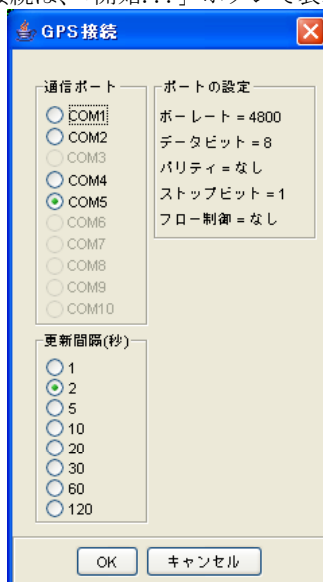 GPS接続
通信ポート
COM1
COM2
COM3
COM4
COM5
COM6
COM7
COM8
COM9
COM10
ポートの設定
ボーレート = 4800
データビット = 8
パリティ = なし
ストップビット = 1
フロー制御 = なし
更新間隔(秒)
1
2
5
10
20
30
60
120
OK
キャンセル